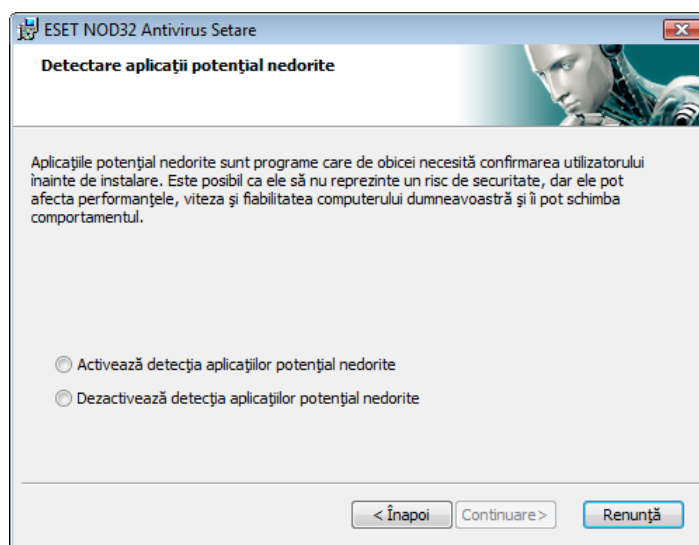 ESET NOD32 Antivirus Setare
Detectare aplicaţii potenţial nedorite
Aplicaţiile potenţial nedorite sunt programe care de obicei necesită confirmarea utilizatorului
înainte de instalare. Este posibil ca ele să nu reprezinte un risc de securitate, dar ele pot
afecta performanţele, viteza şi fiabilitatea computerului dumneavoastră şi îi pot schimba
comportamentul.
Activează detecţia aplicaţiilor potenţial nedorite
Dezactivează detecţia aplicaţiilor potenţial nedorite
< Înapoi
Continuare>
Renunţă